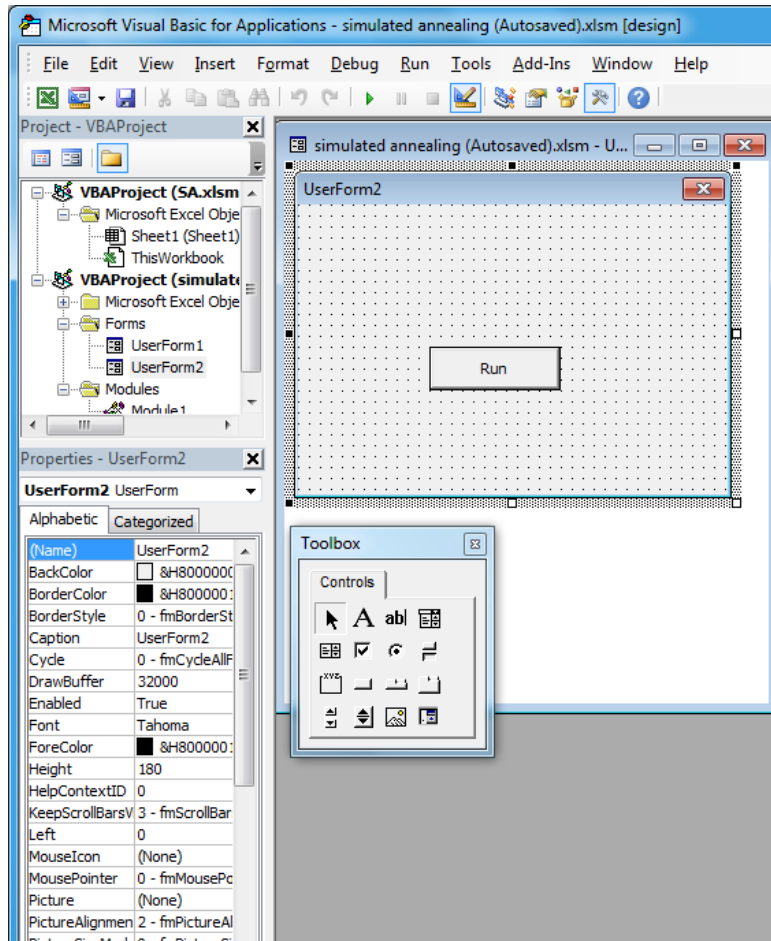 Microsoft Visual Basic for Applications - simulated annealing (Autosaved).xlsm [design]
File Edit View Insert Format Debug Run Tools Add-Ins Window Help
Project - VBAProject
VBAProject (SA.xlsm
Microsoft Excel Obje
Sheet1 (Sheet1)
ThisWorkbook
VBAProject (simulate
Microsoft Excel Obje
Forms
UserForm1
UserForm2
Modules
Module1
Properties - UserForm2
UserForm2 UserForm
Alphabetic Categorized
(Name) UserForm2
BackColor &H8000000
BorderColor &H8000001
BorderStyle 0 - fmBorderSt
Caption UserForm2
Cycle 0 - fmCycleAllF
DrawBuffer 32000
Enabled True
Font Tahoma
ForeColor &H8000001
Height 180
HelpContextID 0
KeepScrollBarsV 3 - fmScrollBar
Left 0
MouseIcon (None)
MousePointer 0 - fmMousePo
Picture (None)
PictureAlignmen 2 - fmPictureAl
simulated annealing (Autosaved).xlsm - U...
UserForm2
Run
Toolbox
Controls
A ab|
xyz